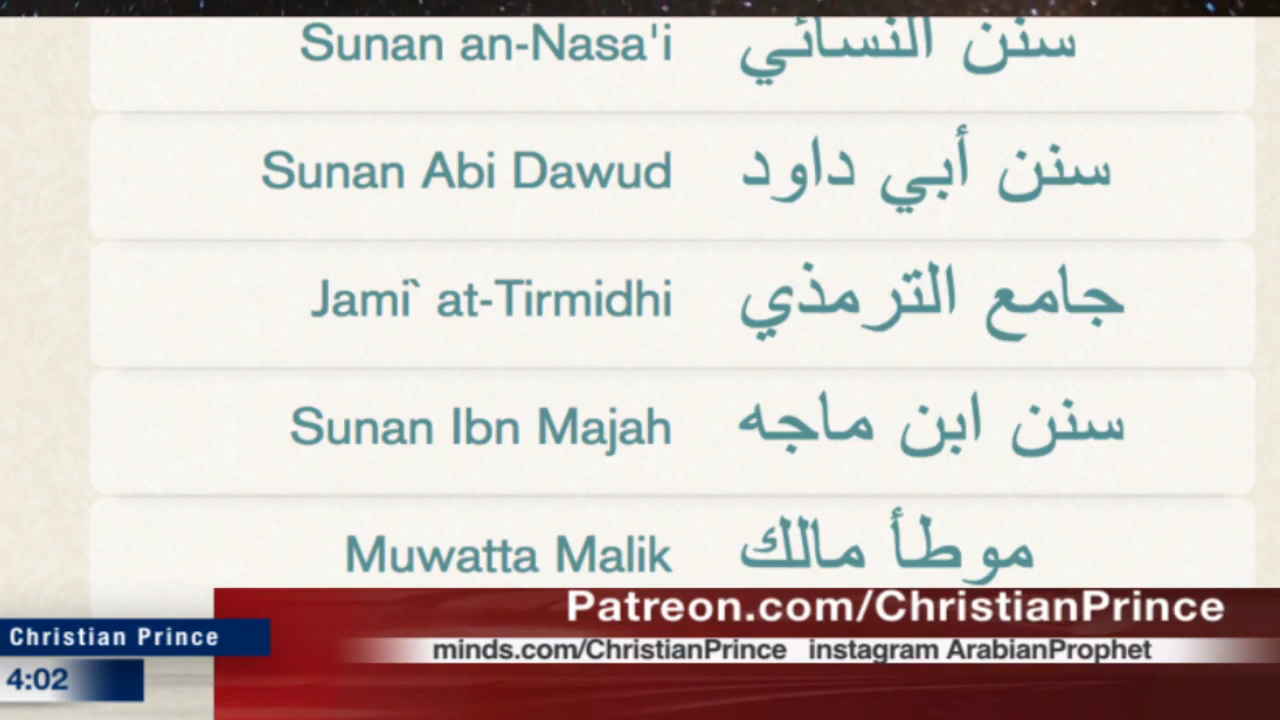 Sunan an-Nasa'i سنن النسائي
Sunan Abi Dawud سنن أبي داود
Jami` at-Tirmidhi جامع الترمذي
Sunan Ibn Majah سنن ابن ماجه
Muwatta Malik موطأ مالك
Patreon.com/ChristianPrince
Christian Prince
minds.com/ChristianPrince instagram ArabianProphet
4:02